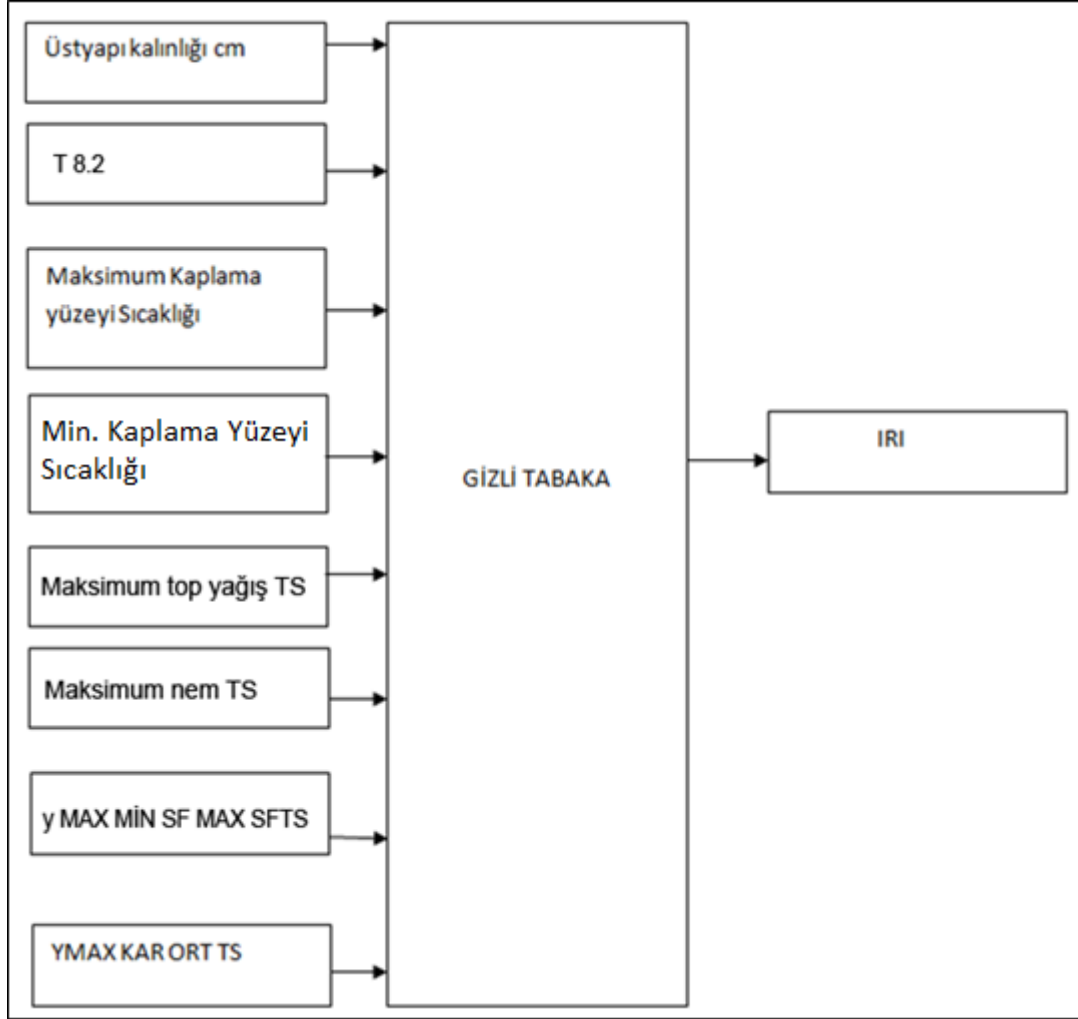 Üstyapı kalınlığı cm
T 8.2
Maksimum Kaplama
yüzeyi Sıcaklığı
Min. Kaplama Yüzeyi
Sıcaklığı
Maksimum top yağış TS
Maksimum nem TS
y MAX MİN SF MAX SFTS
YMAX KAR ORT TS
GİZLİ TABAKA
IRI